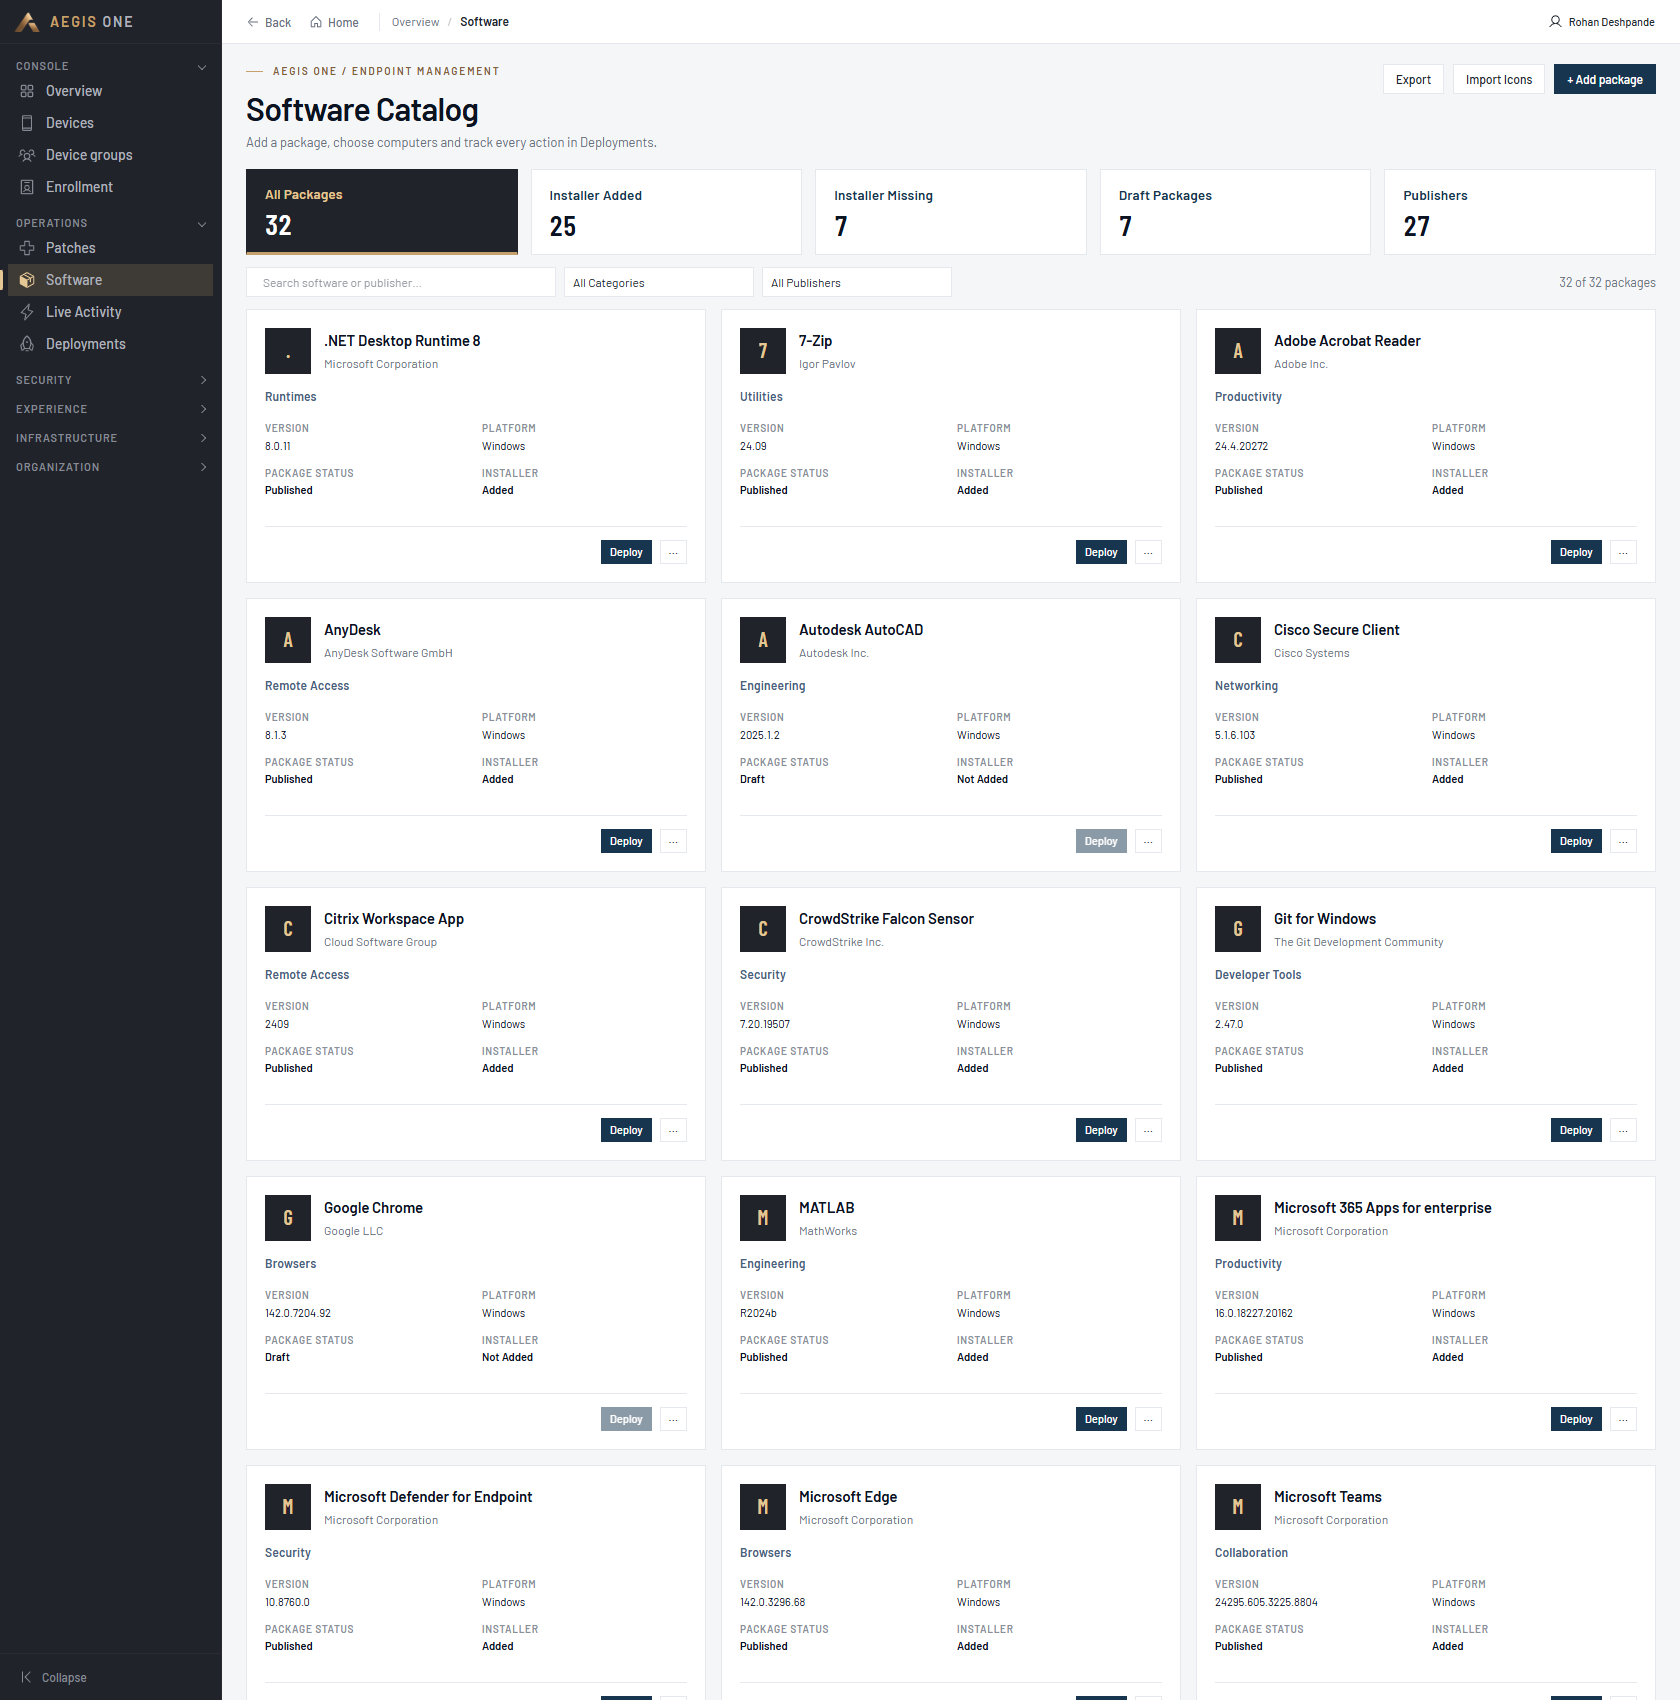 AEGIS ONE
CONSOLE
Overview
Devices
Device groups
Enrollment
OPERATIONS
Patches
Software
Live Activity
Deployments
SECURITY
EXPERIENCE
INFRASTRUCTURE
ORGANIZATION
Collapse
Back Home Overview / Software Rohan Deshpande
AEGIS ONE / ENDPOINT MANAGEMENT
Software Catalog
Add a package, choose computers and track every action in Deployments.
Export Import Icons + Add package
All Packages
32
Installer Added
25
Installer Missing
7
Draft Packages
7
Publishers
27
Search software or publisher... All Categories All Publishers 32 of 32 packages
.
.NET Desktop Runtime 8
Microsoft Corporation
Runtimes
VERSION PLATFORM
8.0.11 Windows
PACKAGE STATUS INSTALLER
Published Added
Deploy ...
7
7-Zip
Igor Pavlov
Utilities
VERSION PLATFORM
24.09 Windows
PACKAGE STATUS INSTALLER
Published Added
Deploy ...
A
Adobe Acrobat Reader
Adobe Inc.
Productivity
VERSION PLATFORM
24.4.20272 Windows
PACKAGE STATUS INSTALLER
Published Added
Deploy ...
A
AnyDesk
AnyDesk Software GmbH
Remote Access
VERSION PLATFORM
8.1.3 Windows
PACKAGE STATUS INSTALLER
Published Added
Deploy ...
A
Autodesk AutoCAD
Autodesk Inc.
Engineering
VERSION PLATFORM
2025.1.2 Windows
PACKAGE STATUS INSTALLER
Draft Not Added
Deploy ...
C
Cisco Secure Client
Cisco Systems
Networking
VERSION PLATFORM
5.1.6.103 Windows
PACKAGE STATUS INSTALLER
Published Added
Deploy ...
C
Citrix Workspace App
Cloud Software Group
Remote Access
VERSION PLATFORM
2409 Windows
PACKAGE STATUS INSTALLER
Published Added
Deploy ...
C
CrowdStrike Falcon Sensor
CrowdStrike Inc.
Security
VERSION PLATFORM
7.20.19507 Windows
PACKAGE STATUS INSTALLER
Published Added
Deploy ...
G
Git for Windows
The Git Development Community
Developer Tools
VERSION PLATFORM
2.47.0 Windows
PACKAGE STATUS INSTALLER
Published Added
Deploy ...
G
Google Chrome
Google LLC
Browsers
VERSION PLATFORM
142.0.7204.92 Windows
PACKAGE STATUS INSTALLER
Draft Not Added
Deploy ...
M
MATLAB
MathWorks
Engineering
VERSION PLATFORM
R2024b Windows
PACKAGE STATUS INSTALLER
Published Added
Deploy ...
M
Microsoft 365 Apps for enterprise
Microsoft Corporation
Productivity
VERSION PLATFORM
16.0.18227.20162 Windows
PACKAGE STATUS INSTALLER
Published Added
Deploy ...
M
Microsoft Defender for Endpoint
Microsoft Corporation
Security
VERSION PLATFORM
10.8760.0 Windows
PACKAGE STATUS INSTALLER
Published Added
M
Microsoft Edge
Microsoft Corporation
Browsers
VERSION PLATFORM
142.0.3296.68 Windows
PACKAGE STATUS INSTALLER
Published Added
M
Microsoft Teams
Microsoft Corporation
Collaboration
VERSION PLATFORM
24295.605.3225.8804 Windows
PACKAGE STATUS INSTALLER
Published Added